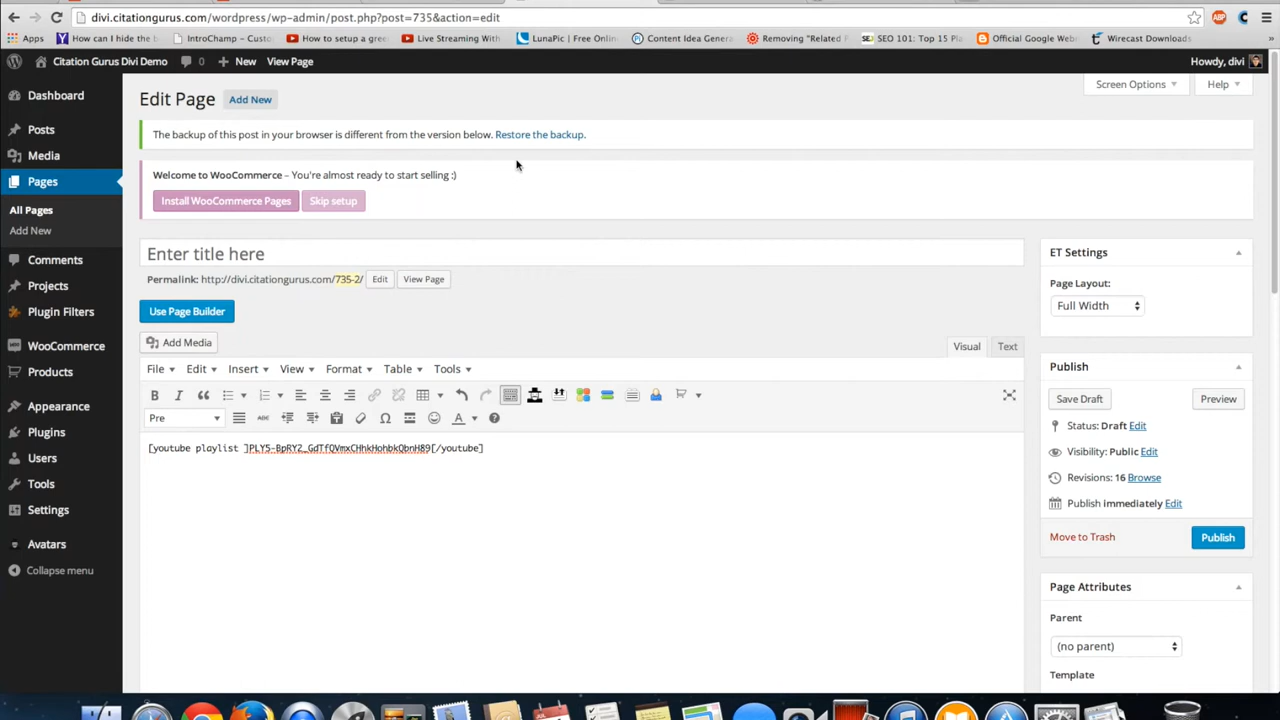 divi.citationgurus.com/wordpress/wp-admin/post.php?post=735&action=edit
ABP
Apps
How can I hide the b
IntroChamp - Custo
How to setup a gree
Live Streaming With
LunaPic | Free Onlin
Content Idea Genera
Removing "Related P
SEO 101: Top 15 Pla
Official Google Web
Wirecast Downloads
»
Citation Gurus Divi Demo
0
+ New
View Page
Howdy, divi
Dashboard
Posts
Media
Pages
All Pages
Add New
Comments
Projects
Plugin Filters
WooCommerce
Products
Appearance
Plugins
Users
Tools
Settings
Avatars
Collapse menu
Screen Options
Help
Edit Page
Add New
The backup of this post in your browser is different from the version below. Restore the backup.
Welcome to WooCommerce – You're almost ready to start selling :)
Install WooCommerce Pages
Skip setup
Enter title here
Permalink: http://divi.citationgurus.com/735-2/
Edit
View Page
Use Page Builder
Add Media
Visual
Text
File
Edit
Insert
View
Format
Table
Tools
B
I
Pre
ABC
Ω
A
[youtube playlist ]PLY5-BpRYZ_GdTfQVmxCHhkHohbkQbnH89[/youtube]
ET Settings
Page Layout:
Full Width
Publish
Save Draft
Preview
Status: Draft Edit
Visibility: Public Edit
Revisions: 16 Browse
Publish immediately Edit
Move to Trash
Publish
Page Attributes
Parent
(no parent)
Template